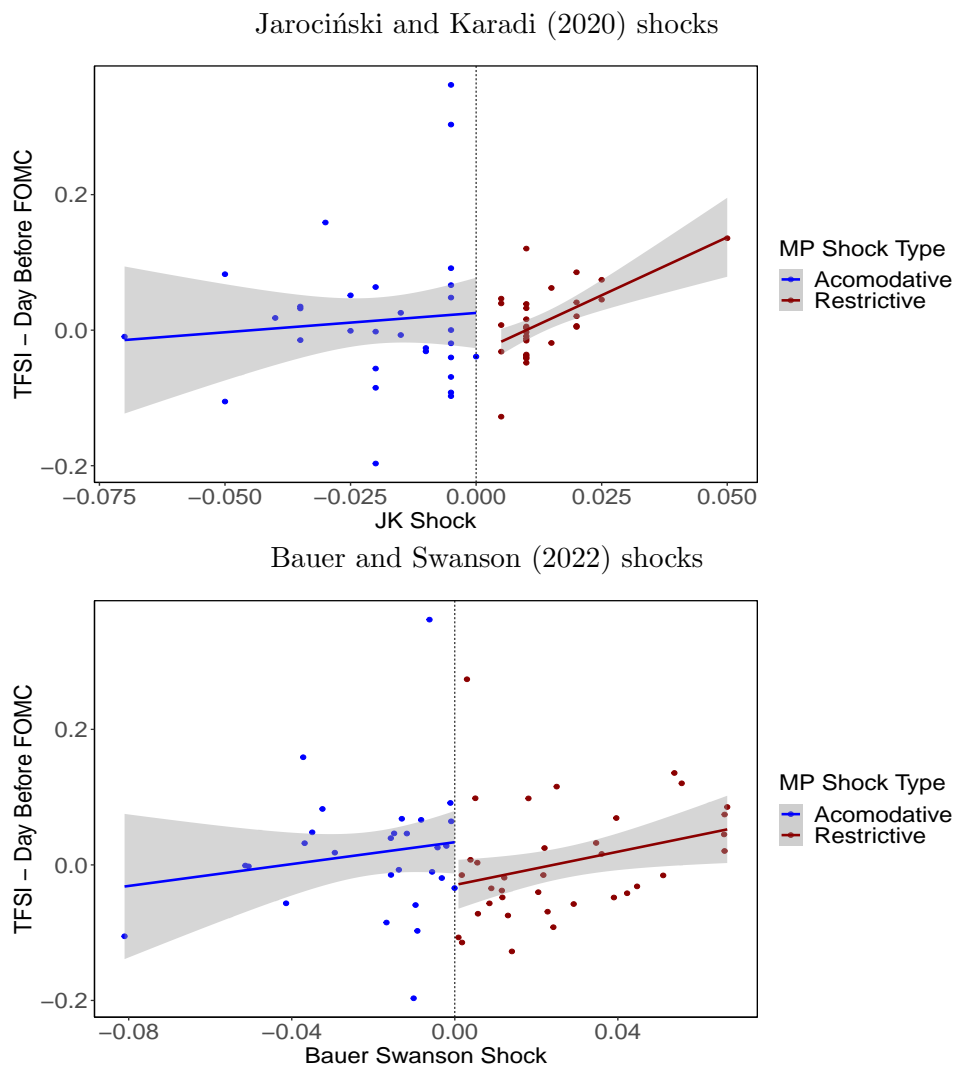 Jarociński and Karadi (2020) shocks
TFSI − Day Before FOMC
0.2
0.0
−0.2
−0.075
−0.050
−0.025
0.000
0.025
0.050
JK Shock
MP Shock Type
Acomodative
Restrictive
Bauer and Swanson (2022) shocks
TFSI − Day Before FOMC
0.2
0.0
−0.2
−0.08
−0.04
0.00
0.04
Bauer Swanson Shock
MP Shock Type
Acomodative
Restrictive